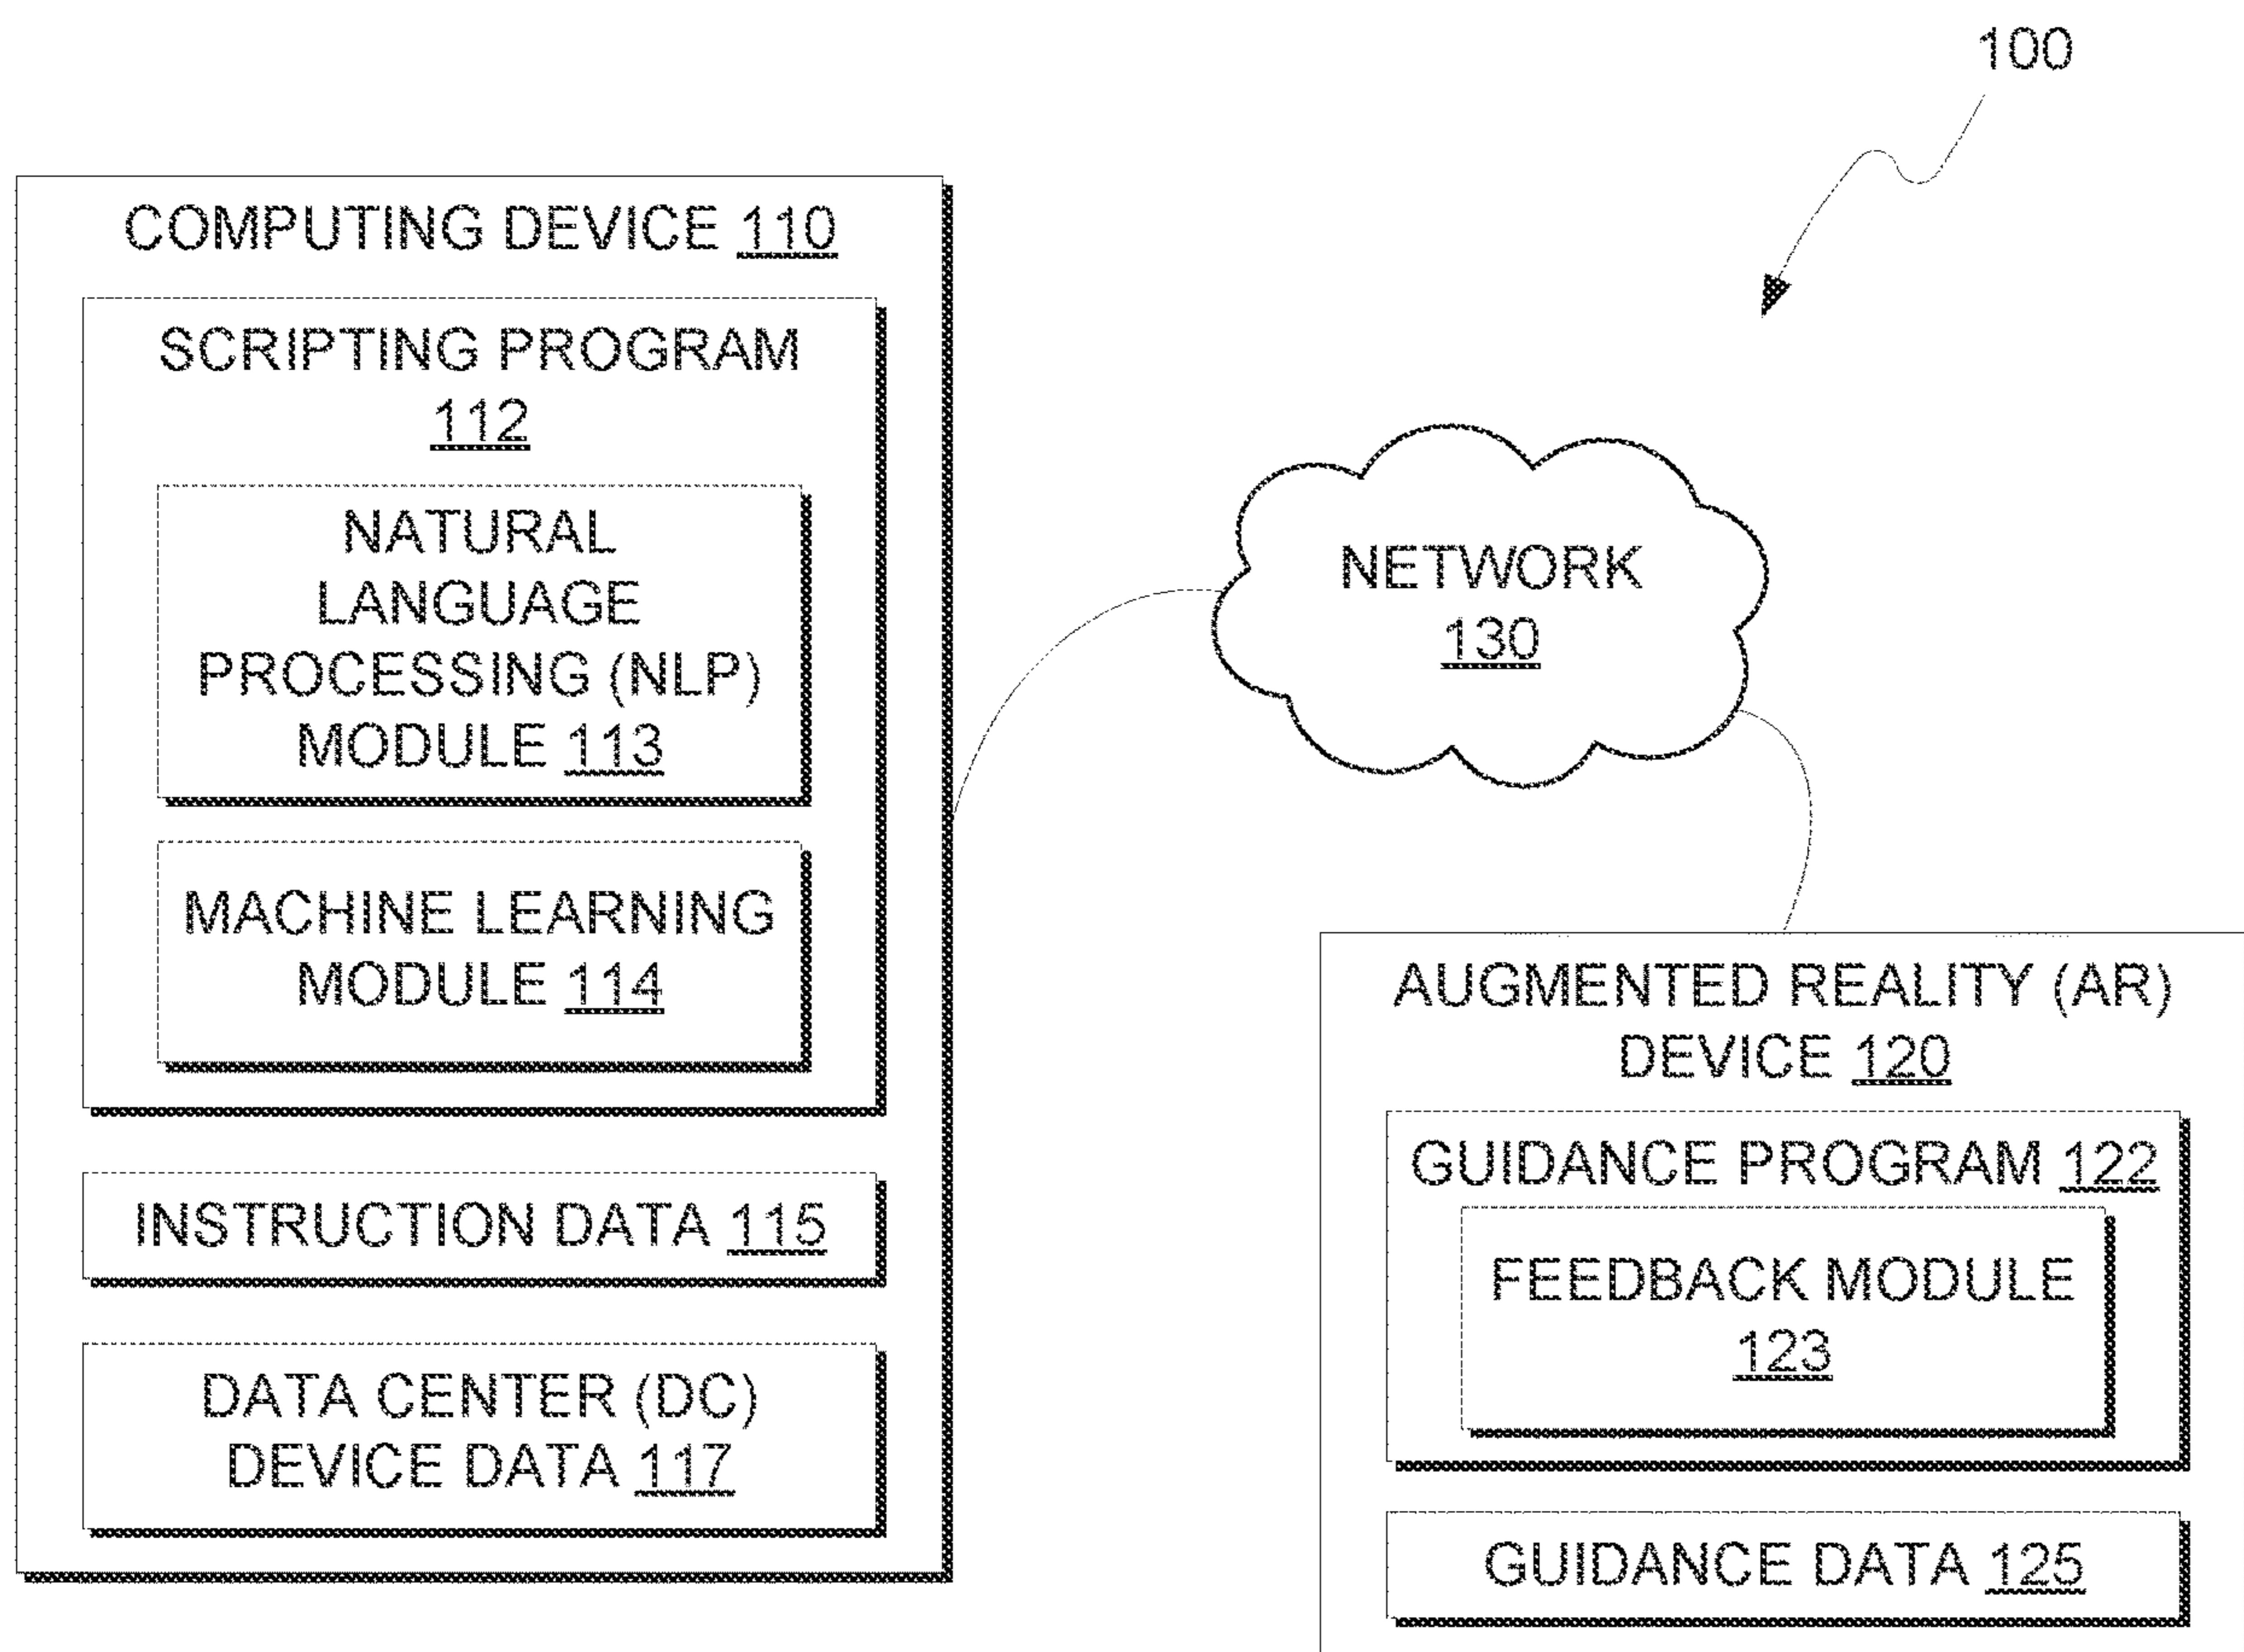 100
COMPUTING DEVICE 110
SCRIPTING PROGRAM
112
NATURAL
LANGUAGE
PROCESSING (NLP)
MODULE 113
MACHINE LEARNING
MODULE 114
INSTRUCTION DATA 115
DATA CENTER (DC)
DEVICE DATA 117
NETWORK
130
AUGMENTED REALITY (AR)
DEVICE 120
GUIDANCE PROGRAM 122
FEEDBACK MODULE
123
GUIDANCE DATA 125